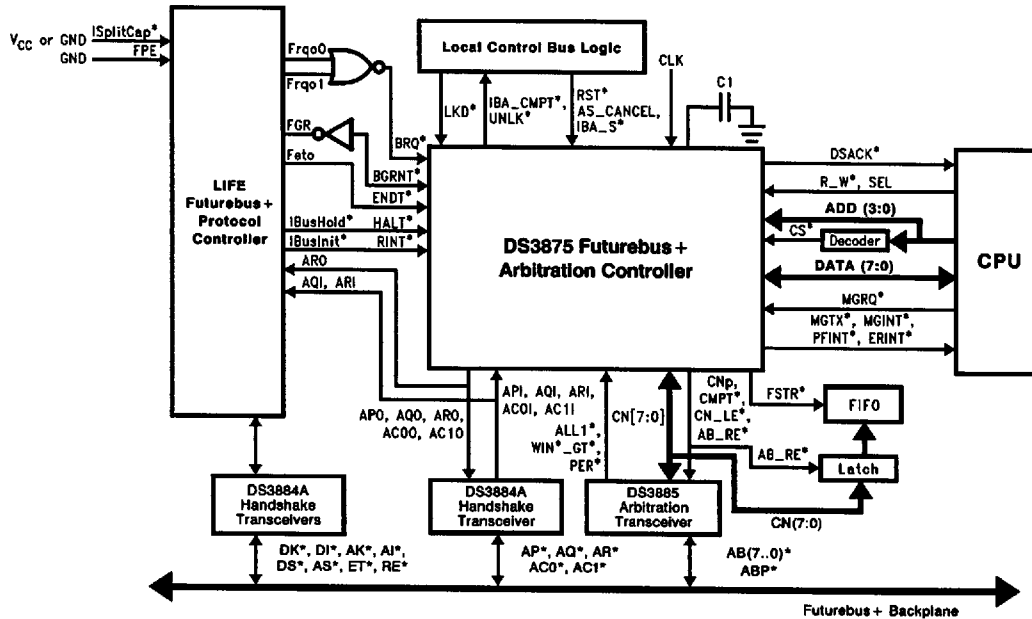 V_CC or GND
ISplitCap*
GND
FPE
LIFE
Futurebus+
Protocol
Controller
Frqo0
Frqo1
FGR
Feto
IBusHold*
IBusInit*
ARO
AQI, ARI
BRQ*
BGRNT*
ENDT*
HALT*
RINT*
Local Control Bus Logic
LKD*
IBA_CMPT*,
UNLK*
RST*
AS_CANCEL,
IBA_S*
CLK
C1
DS3875 Futurebus+
Arbitration Controller
DSACK*
R_W*, SEL
ADD (3:0)
CS*
Decoder
DATA (7:0)
MGRQ*
MGTX*, MGINT*,
PFINT*, ERINT*
CPU
APO, AQO, ARO,
ACOO, AC1O
API, AQI, ARI,
ACOI, AC1I
ALL1*,
WIN*_GT*,
PER*
CN[7:0]
CNp,
CMPT*,
CN_LE*,
AB_RE*
FSTR*
FIFO
AB_RE*
Latch
CN(7:0)
DS3884A
Handshake
Transceivers
DS3884A
Handshake
Transceiver
DS3885
Arbitration
Transceiver
DK*, DI*, AK*, AI*,
DS*, AS*, ET*, RE*
AP*, AQ*, AR*
AC0*, AC1*
AB(7..0)*
ABP*
Futurebus+ Backplane